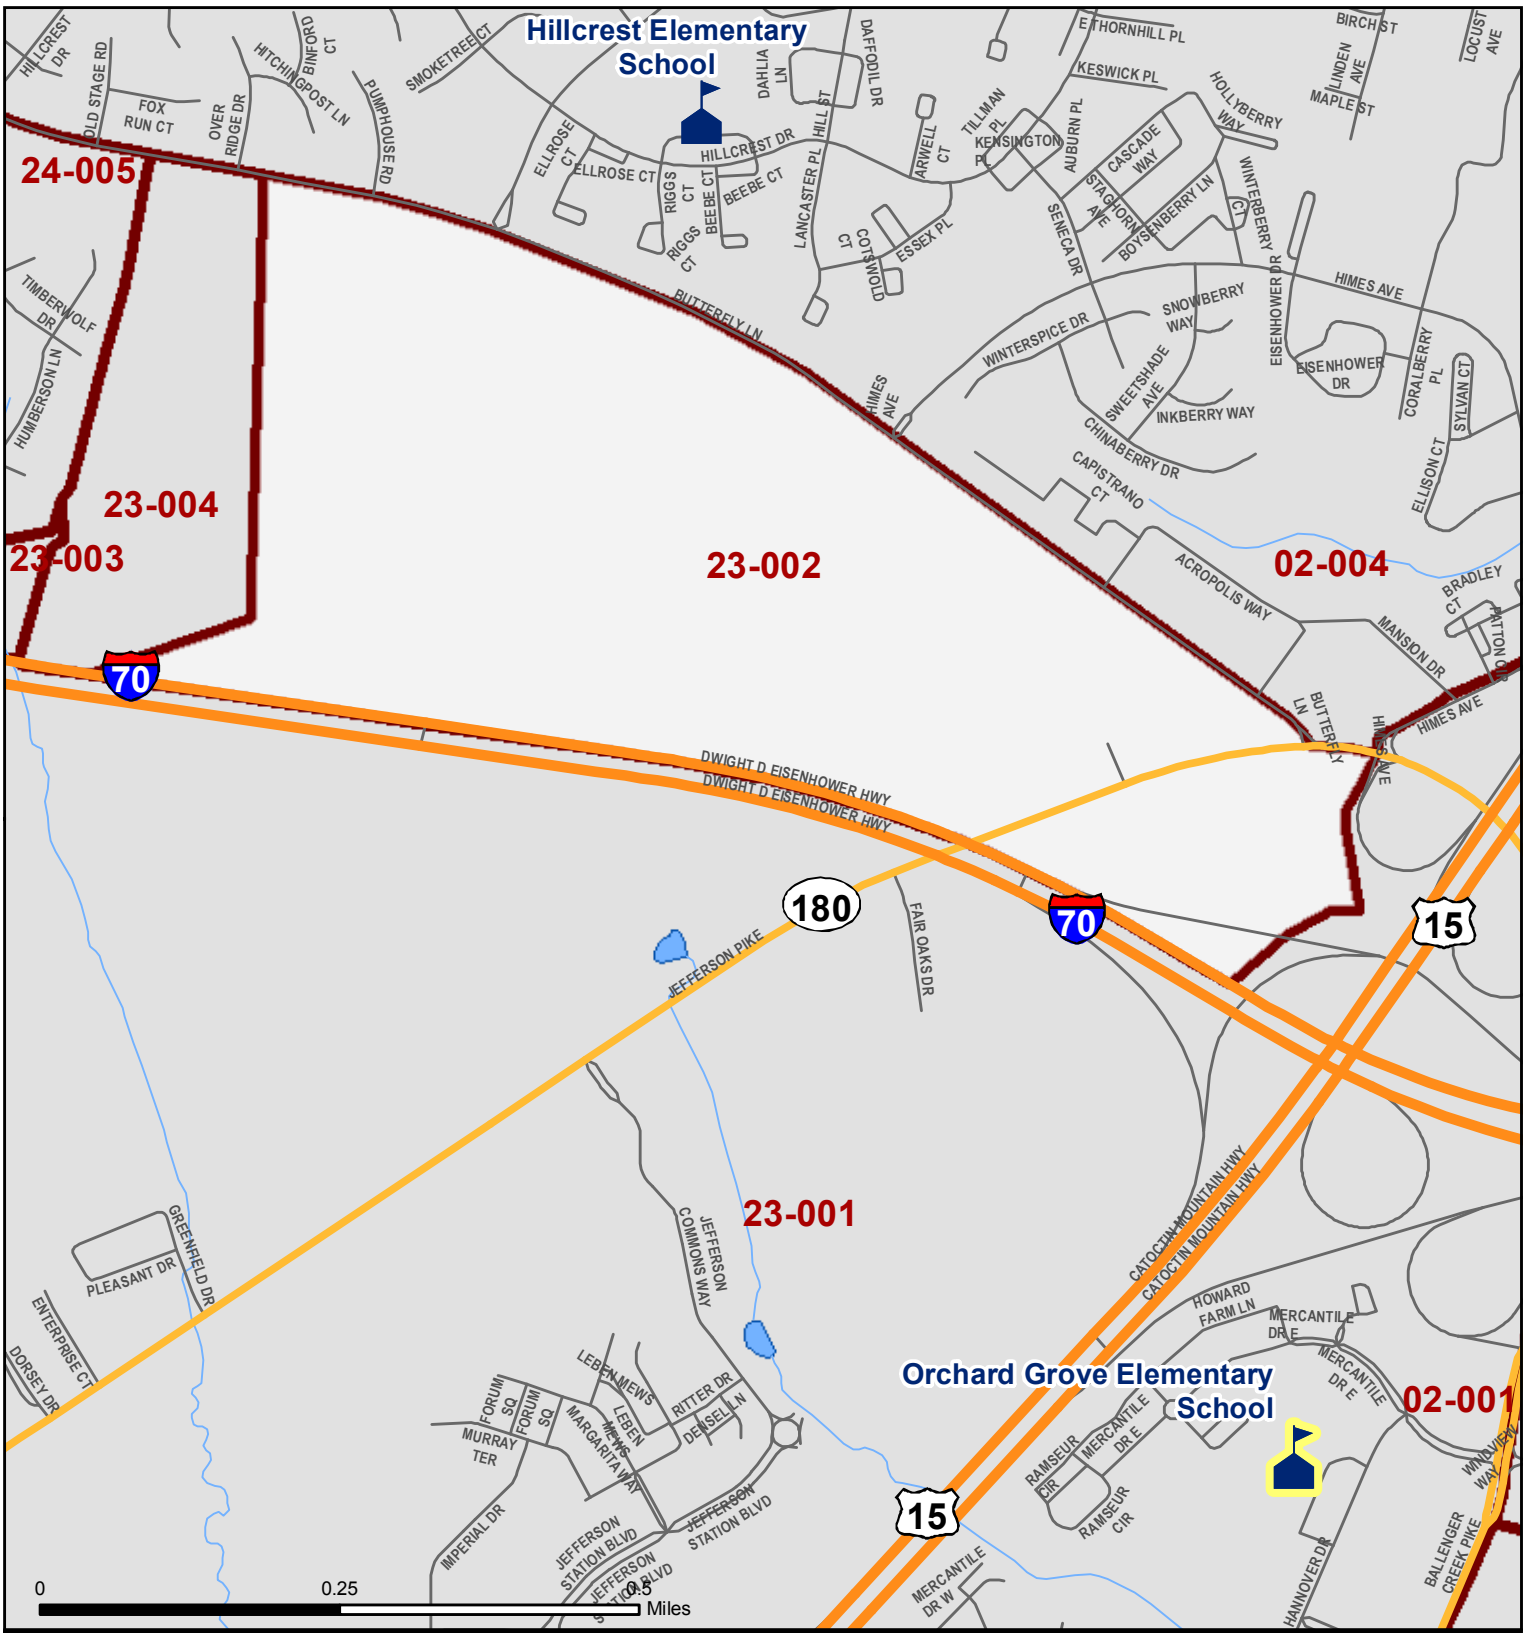 Hillcrest Elementary
School
HILLCREST
DR
OLD STAGE RD
FOX
RUN CT
OVER
RIDGE DR
HITCHINGPOST LN
BINFORD
CT
PUMPHOUSE RD
SMOKETREE CT
ELLROSE
CT
ELLROSE CT
HILLCREST DR
RIGGS
CT
BEEBE CT
BEEBE CT
RIGGS
CT
DAHLIA
LN
DAFFODIL DR
HILL ST
LANCASTER PL
ARWELL
CT
TILLMAN
PL
KENSINGTON
PL
AUBURN PL
E THORNHILL PL
KESWICK PL
HOLLYBERRY
WAY
BIRCH ST
LINDEN
AVE
MAPLE ST
LOCUST
AVE
CASCADE
WAY
STAGHORN
AVE
BOYSENBERRY LN
WINTERBERRY
CT
SENECA DR
COTSWOLD
CT
ESSEX PL
24-005
TIMBERWOLF
DR
HUMBERSON LN
23-004
23-003
BUTTERFLY LN
HIMES
AVE
WINTERSPICE DR
SNOWBERRY
WAY
EISENHOWER DR
HIMES AVE
EISENHOWER
DR
CORALBERRY
PL
SYLVAN CT
SWEETSHADE
AVE
INKBERRY WAY
CHINABERRY DR
CAPISTRANO
CT
ELLISON CT
23-002
02-004
ACROPOLIS WAY
BRADLEY
CT
PATTON CIR
MANSION DR
BUTTERFLY
LN
HIMES AVE
HIMES AVE
70
DWIGHT D EISENHOWER HWY
DWIGHT D EISENHOWER HWY
180
70
15
FAIR OAKS DR
JEFFERSON PIKE
23-001
JEFFERSON
COMMONS WAY
CATOCTIN MOUNTAIN HWY
CATOCTIN MOUNTAIN HWY
GREENFIELD DR
PLEASANT DR
ENTERPRISE CT
DORSEY DR
HOWARD
FARM LN
MERCANTILE
DR E
MERCANTILE
DR E
Orchard Grove Elementary
School
02-001
LEBEN MEWS
LEBEN
MEWS
RITTER DR
DENSEL LN
FORUM
SQ
FORUM
SQ
MURRAY
TER
MARGARITA WAY
IMPERIAL DR
JEFFERSON
STATION BLVD
JEFFERSON
STATION BLVD
JEFFERSON
STATION BLVD
15
RAMSEUR
CIR
MERCANTILE
DR E
RAMSEUR
CIR
WINDVIEW
WAY
BALLENGER
CREEK PIKE
HANNOVER DR
MERCANTILE
DR W
0 0.25 0.5
Miles